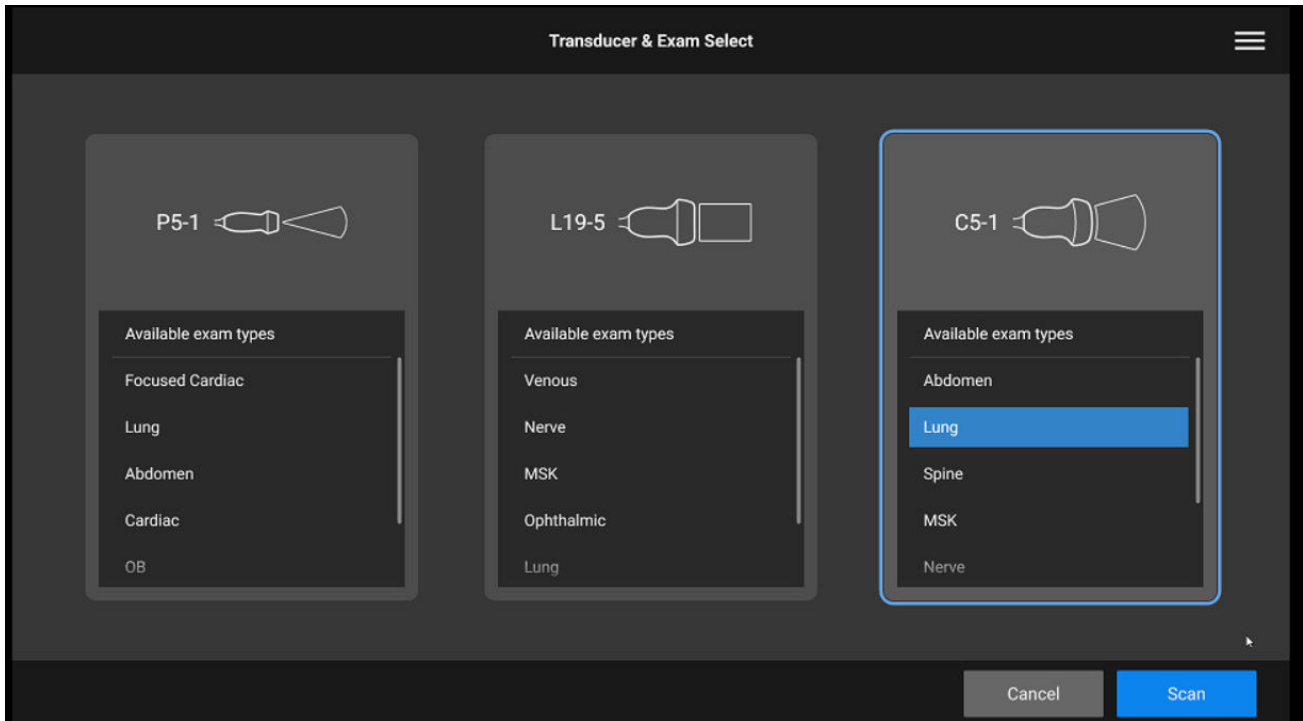 Transducer & Exam Select
P5-1
Available exam types
Focused Cardiac
Lung
Abdomen
Cardiac
OB
L19-5
Available exam types
Venous
Nerve
MSK
Ophthalmic
Lung
C5-1
Available exam types
Abdomen
Lung
Spine
MSK
Nerve
Cancel
Scan